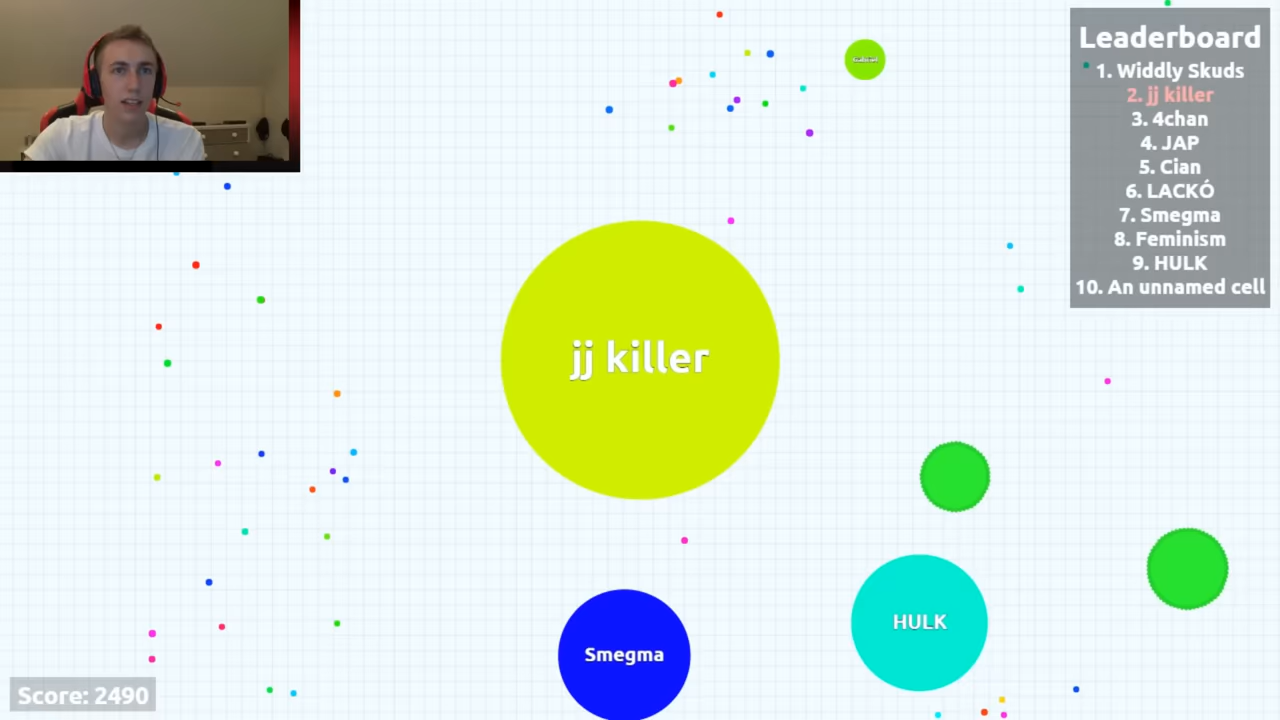 Leaderboard
1. Widdly Skuds
2. jj killer
3. 4chan
4. JAP
5. Cian
6. LACKÓ
7. Smegma
8. Feminism
9. HULK
10. An unnamed cell
jj killer
HULK
Smegma
Score: 2490